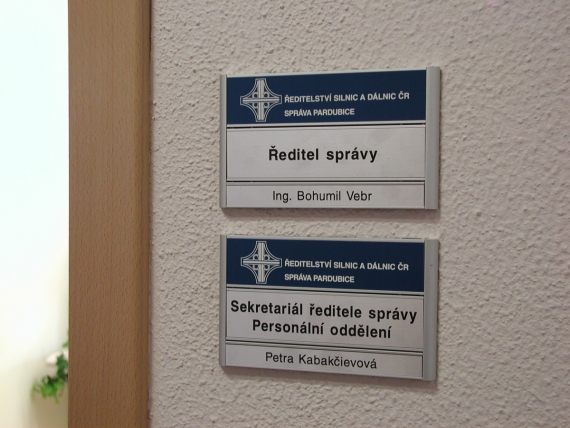 ŘEDITELSTVÍ SILNIC A DÁLNIC ČR
SPRÁVA PARDUBICE
Ředitel správy
Ing. Bohumil Vebr
ŘEDITELSTVÍ SILNIC A DÁLNIC ČR
SPRÁVA PARDUBICE
Sekretariál ředitele správy
Personální oddělení
Petra Kabakčievová